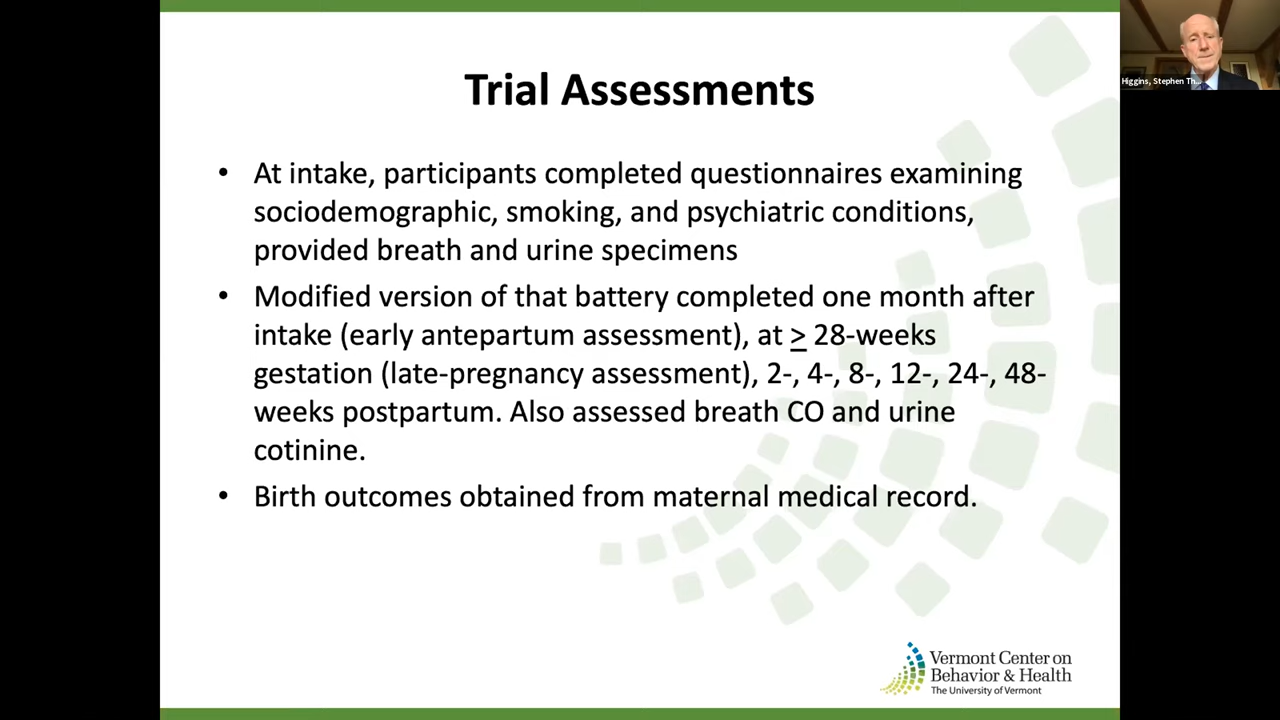 Trial Assessments
• At intake, participants completed questionnaires examining
sociodemographic, smoking, and psychiatric conditions,
provided breath and urine specimens
• Modified version of that battery completed one month after
intake (early antepartum assessment), at > 28-weeks
gestation (late-pregnancy assessment), 2-, 4-, 8-, 12-, 24-, 48-
weeks postpartum. Also assessed breath CO and urine
cotinine.
• Birth outcomes obtained from maternal medical record.
Vermont Center on
Behavior & Health
The University of Vermont
Higgins, Stephen Th...